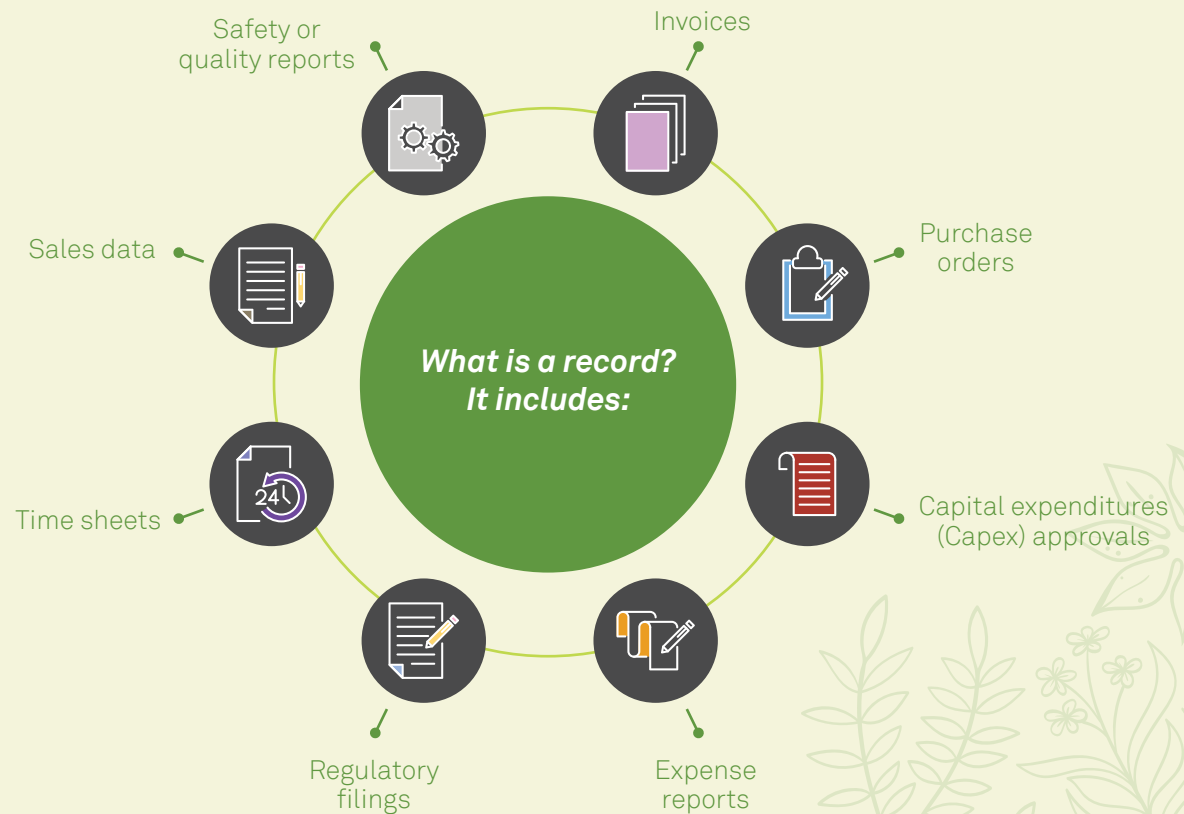 What is a record?
It includes:
Invoices
Purchase
orders
Capital expenditures
(Capex) approvals
Expense
reports
Regulatory
filings
Time sheets
24
Sales data
Safety or
quality reports